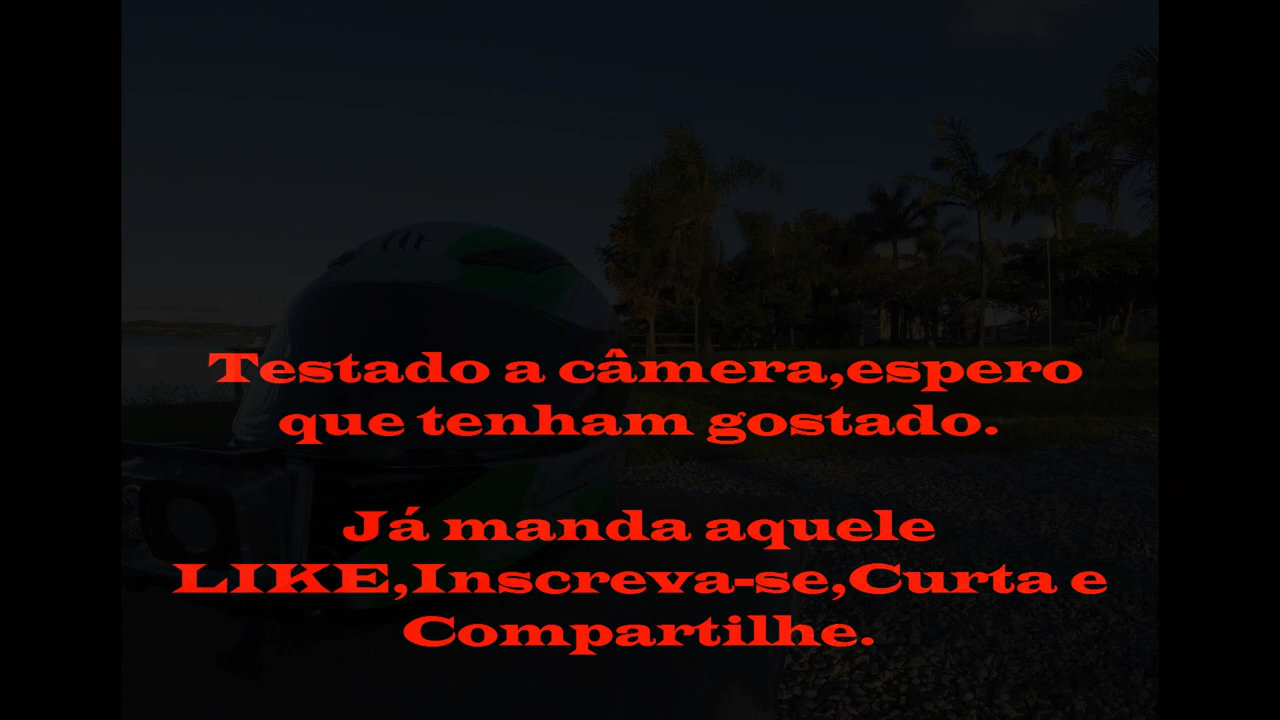 Testado a câmera,espero
que tenham gostado.
Já manda aquele
LIKE,Inscreva-se,Curta e
Compartilhe.